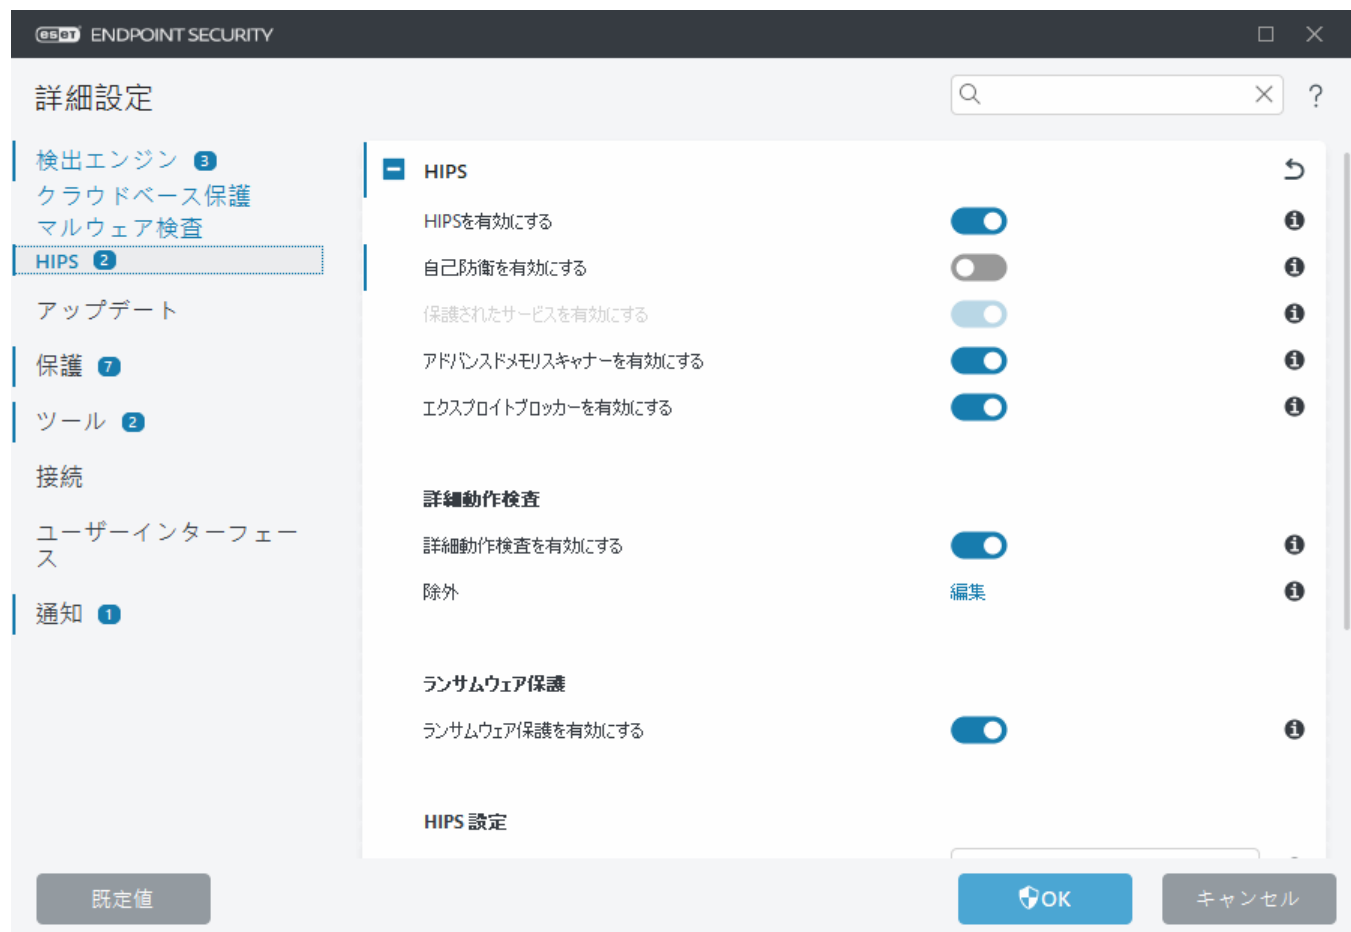 eset ENDPOINT SECURITY
詳細設定
?
検出エンジン 3
クラウドベース保護
マルウェア検査
HIPS 2
アップデート
保護 7
ツール 2
接続
ユーザーインターフェー
ス
通知 1
HIPS
HIPSを有効にする
自己防衛を有効にする
保護されたサービスを有効にする
アドバンスドメモリスキャナーを有効にする
エクスプロイトブロッカーを有効にする
詳細動作検査
詳細動作検査を有効にする
除外 編集
ランサムウェア保護
ランサムウェア保護を有効にする
HIPS 設定
既定値 OK キャンセル